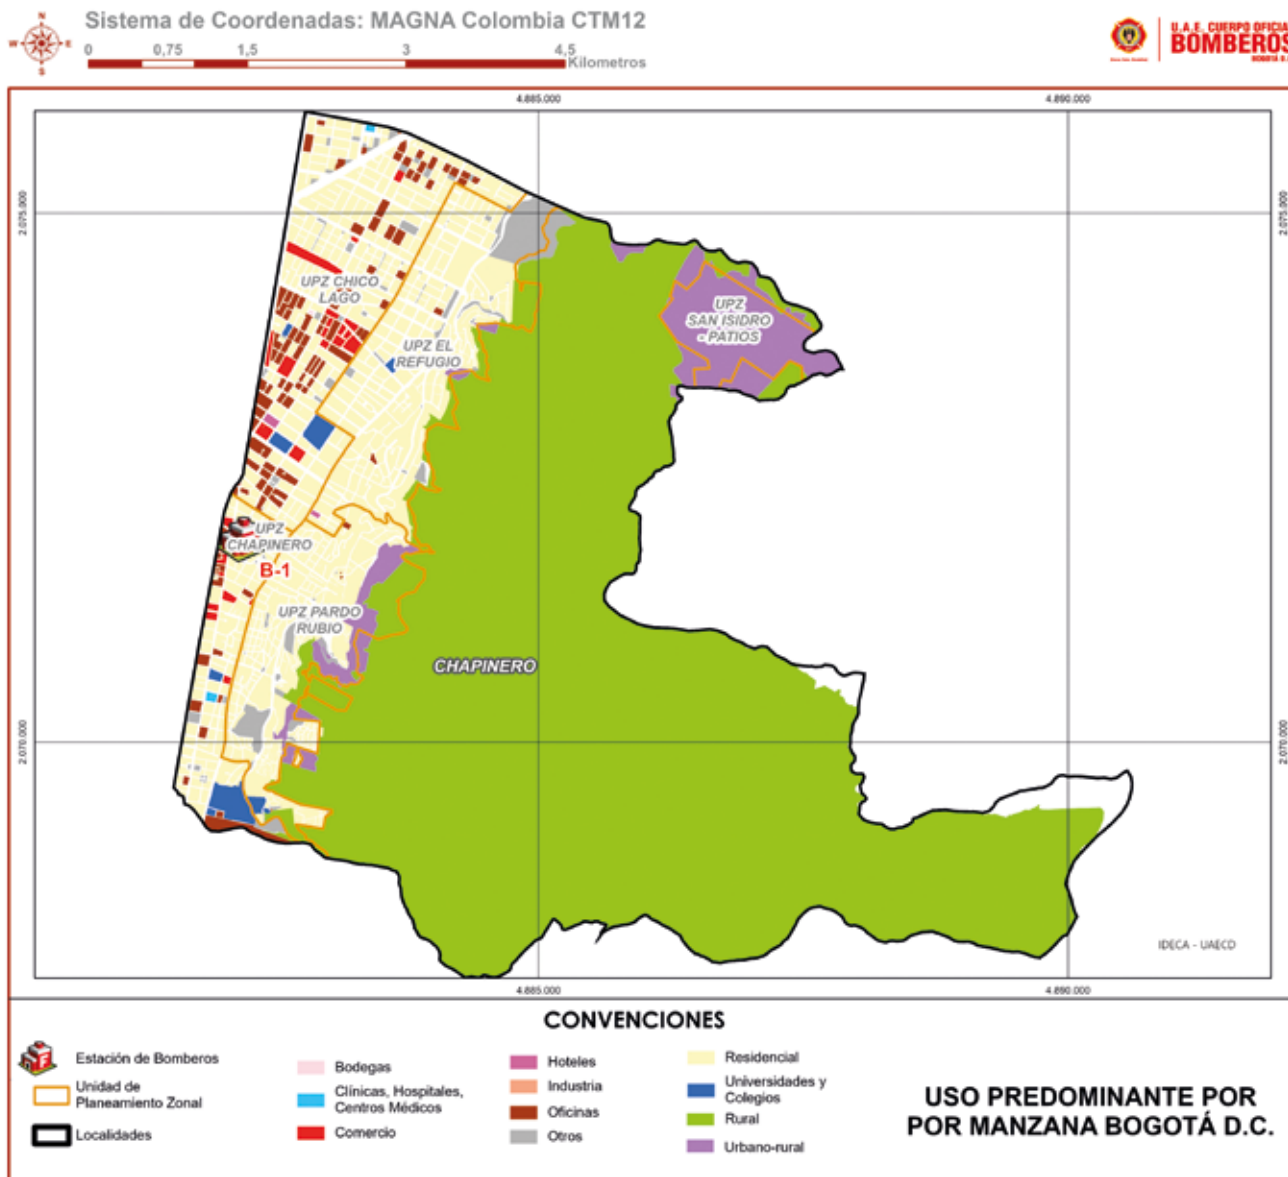 Sistema de Coordenadas: MAGNA Colombia CTM12
0 0,75 1,5 3 4,5
Kilometros
N
W E
S
U.A.E. CUERPO OFICIAL
BOMBEROS
4.885.000 4.890.000
2.075.000 2.075.000
UPZ CHICO
LAGO
UPZ EL
REFUGIO
UPZ
SAN ISIDRO
- PATIOS
UPZ
CHAPINERO
B-1
UPZ PARDO
RUBIO
CHAPINERO
2.070.000 2.070.000
IDECA - UAECD
4.885.000 4.890.000
CONVENCIONES
Estación de Bomberos
Unidad de
Planeamiento Zonal
Localidades
Bodegas
Clínicas, Hospitales,
Centros Médicos
Comercio
Hoteles
Industria
Oficinas
Otros
Residencial
Universidades y
Colegios
Rural
Urbano-rural
USO PREDOMINANTE POR
POR MANZANA BOGOTÁ D.C.